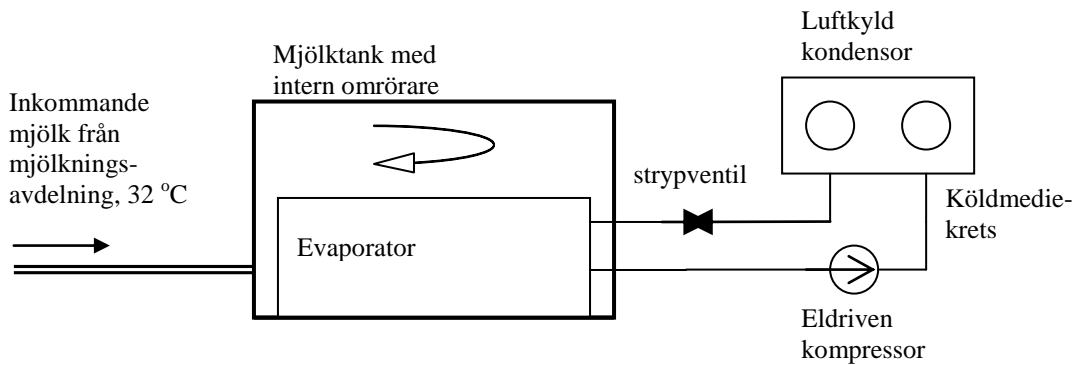 Inkommande
mjölk från
mjölknings-
avdelning, 32 °C
Mjölktank med
intern omrörare
Evaporator
strypventil
Luftkyld
kondensor
Köldmedie-
krets
Eldriven
kompressor